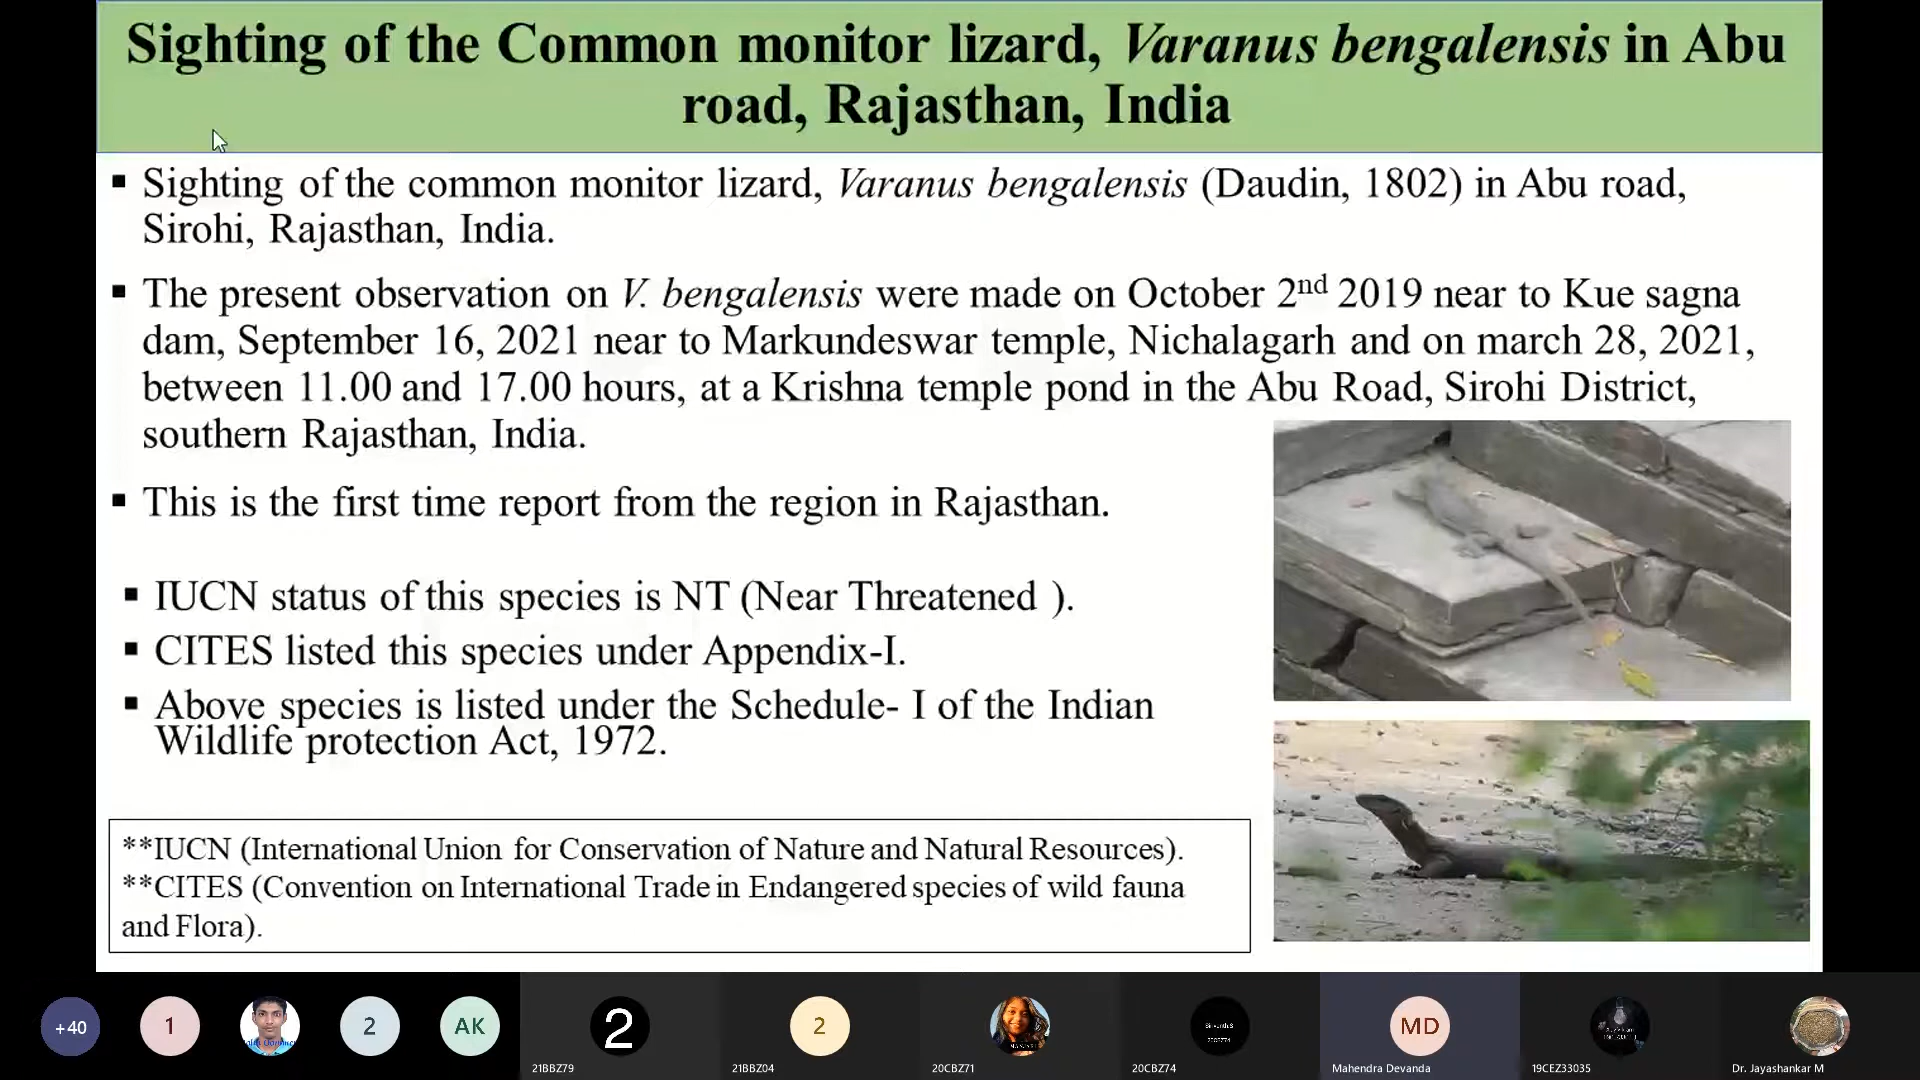 Sighting of the Common monitor lizard, Varanus bengalensis in Abu
road, Rajasthan, India
▪ Sighting of the common monitor lizard, Varanus bengalensis (Daudin, 1802) in Abu road,
Sirohi, Rajasthan, India.
▪ The present observation on V. bengalensis were made on October 2nd 2019 near to Kue sagna
dam, September 16, 2021 near to Markundeswar temple, Nichalagarh and on march 28, 2021,
between 11.00 and 17.00 hours, at a Krishna temple pond in the Abu Road, Sirohi District,
southern Rajasthan, India.
▪ This is the first time report from the region in Rajasthan.
▪ IUCN status of this species is NT (Near Threatened ).
▪ CITES listed this species under Appendix-I.
▪ Above species is listed under the Schedule- I of the Indian
Wildlife protection Act, 1972.
**IUCN (International Union for Conservation of Nature and Natural Resources).
**CITES (Convention on International Trade in Endangered species of wild fauna
and Flora).
+40
1
2
AK
2
2
MD
21BBZ79
21BBZ04
20CBZ71
20CBZ74
Mahendra Devanda
19CEZ33035
Dr. Jayashankar M